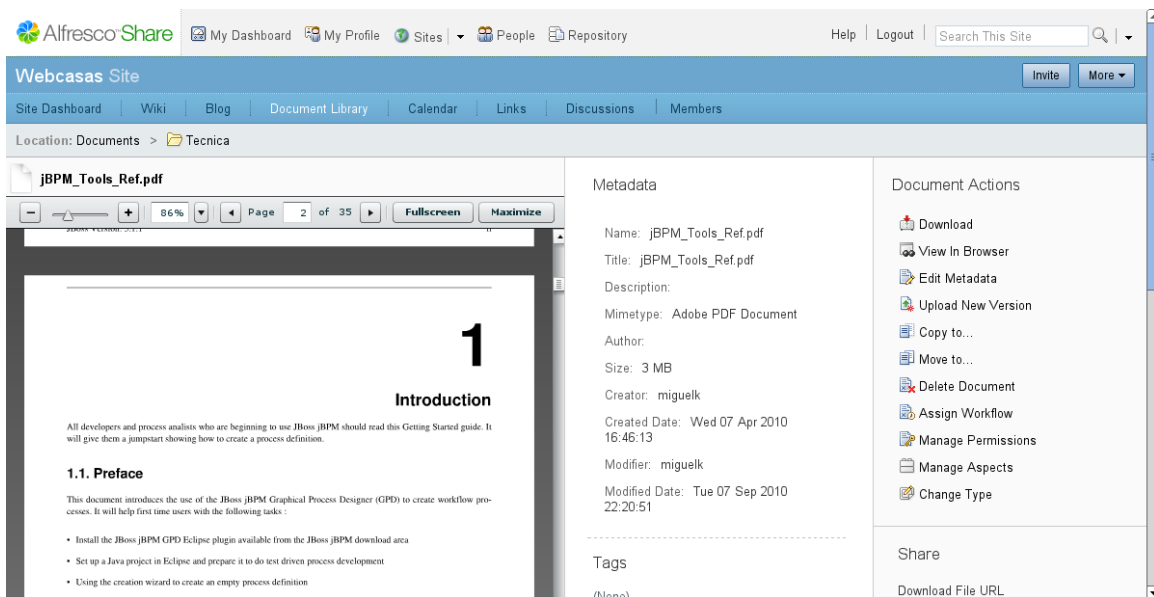 Alfresco Share My Dashboard My Profile Sites People Repository Help Logout Search This Site
Webcasas Site Invite More
Site Dashboard Wiki Blog Document Library Calendar Links Discussions Members
Location: Documents > Tecnica
jBPM_Tools_Ref.pdf
− + 86% Page 2 of 35 Fullscreen Maximize
JBoss Version: 3.1.1 ii
1
Introduction
All developers and process analists who are beginning to use JBoss jBPM should read this Getting Started guide. It
will give them a jumpstart showing how to create a process definition.
1.1. Preface
This document introduces the use of the JBoss jBPM Graphical Process Designer (GPD) to create workflow pro-
cesses. It will help first time users with the following tasks :
• Install the JBoss jBPM GPD Eclipse plugin available from the JBoss jBPM download area
• Set up a Java project in Eclipse and prepare it to do test driven process development
• Using the creation wizard to create an empty process definition
Metadata
Name: jBPM_Tools_Ref.pdf
Title: jBPM_Tools_Ref.pdf
Description:
Mimetype: Adobe PDF Document
Author:
Size: 3 MB
Creator: miguelk
Created Date: Wed 07 Apr 2010
16:46:13
Modifier: miguelk
Modified Date: Tue 07 Sep 2010
22:20:51
Tags
(None)
Document Actions
Download
View In Browser
Edit Metadata
Upload New Version
Copy to...
Move to...
Delete Document
Assign Workflow
Manage Permissions
Manage Aspects
Change Type
Share
Download File URL